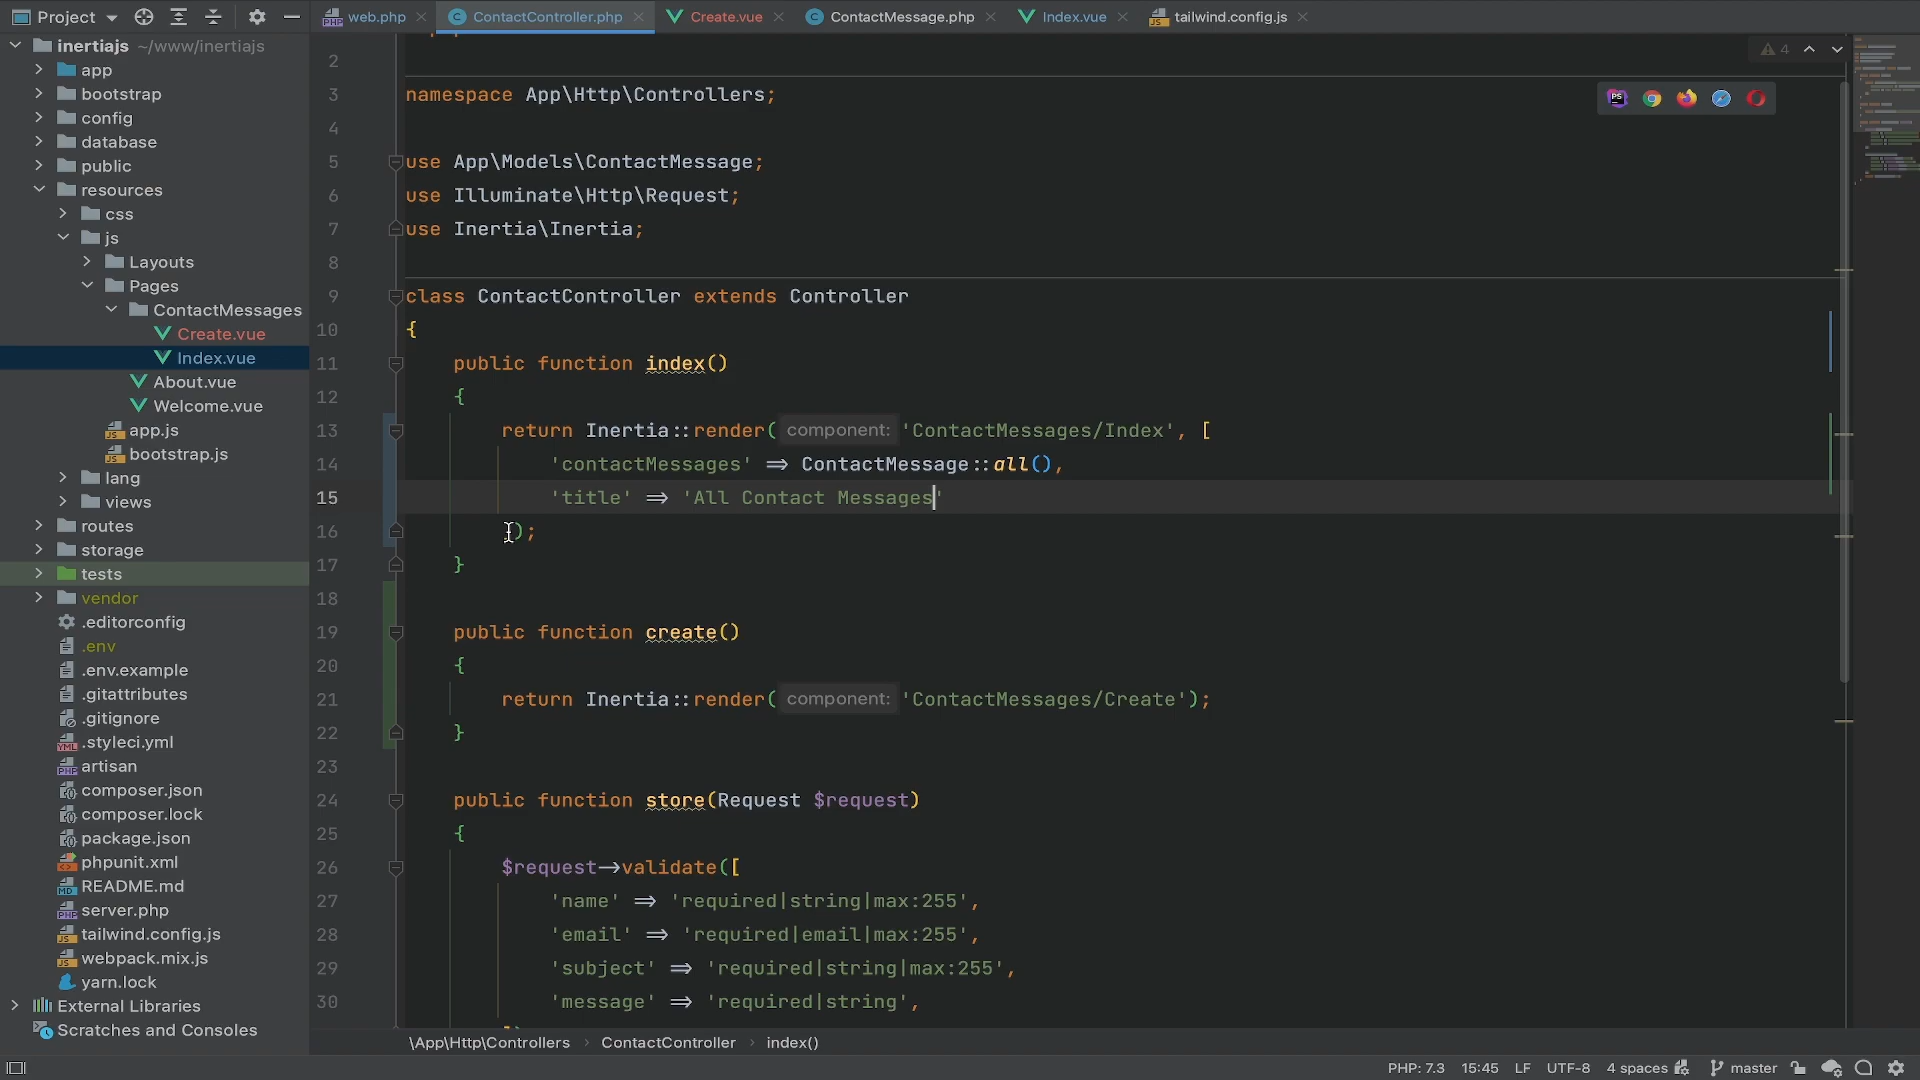 Project
web.php
ContactController.php
Create.vue
ContactMessage.php
Index.vue
tailwind.config.js
inertiajs ~/www/inertiajs
app
bootstrap
config
database
public
resources
css
js
Layouts
Pages
ContactMessages
Create.vue
Index.vue
About.vue
Welcome.vue
app.js
bootstrap.js
lang
views
routes
storage
tests
vendor
.editorconfig
.env
.env.example
.gitattributes
.gitignore
.styleci.yml
artisan
composer.json
composer.lock
package.json
phpunit.xml
README.md
server.php
tailwind.config.js
webpack.mix.js
yarn.lock
External Libraries
Scratches and Consoles
4
2
3 namespace App\Http\Controllers;
4
5 use App\Models\ContactMessage;
6 use Illuminate\Http\Request;
7 use Inertia\Inertia;
8
9 class ContactController extends Controller
10 {
11 public function index()
12 {
13 return Inertia::render( component: 'ContactMessages/Index', [
14 'contactMessages' => ContactMessage::all(),
15 'title' => 'All Contact Messages'
16 ]);
17 }
18
19 public function create()
20 {
21 return Inertia::render( component: 'ContactMessages/Create');
22 }
23
24 public function store(Request $request)
25 {
26 $request->validate([
27 'name' => 'required|string|max:255',
28 'email' => 'required|email|max:255',
29 'subject' => 'required|string|max:255',
30 'message' => 'required|string',
\App\Http\Controllers › ContactController › index()
PHP: 7.3 15:45 LF UTF-8 4 spaces master